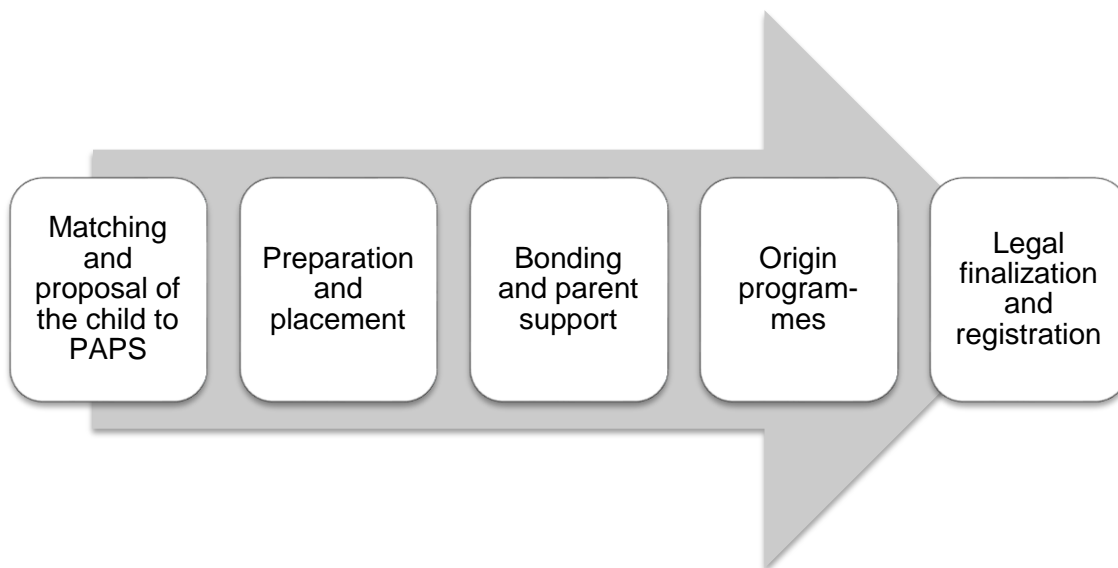 Matching
and
proposal of
the child to
PAPS
Preparation
and
placement
Bonding
and parent
support
Origin
program-
mes
Legal
finalization
and
registration